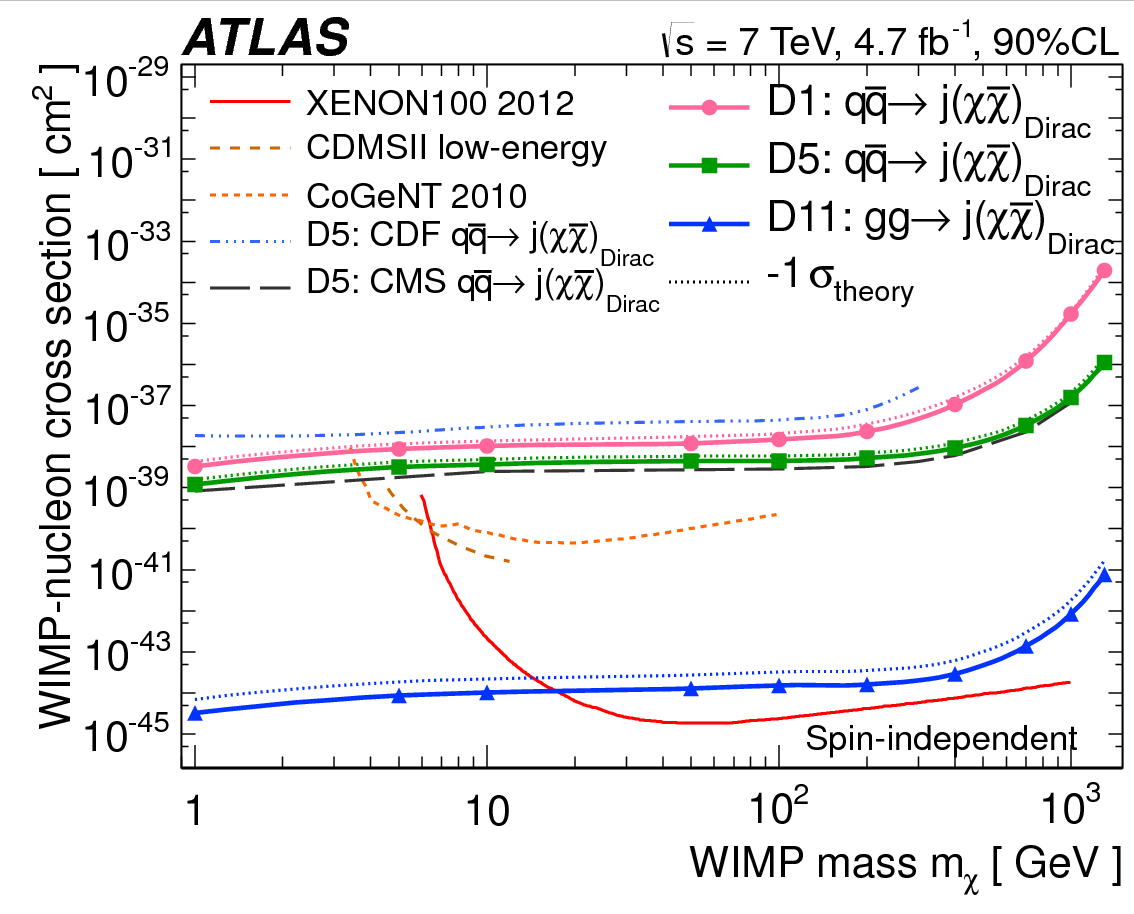 ATLAS
√s = 7 TeV, 4.7 fb⁻¹, 90%CL
WIMP-nucleon cross section [ cm² ]
10⁻²⁹
10⁻³¹
10⁻³³
10⁻³⁵
10⁻³⁷
10⁻³⁹
10⁻⁴¹
10⁻⁴³
10⁻⁴⁵
XENON100 2012
CDMSII low-energy
CoGeNT 2010
D5: CDF qq̅→ j(χχ̅)Dirac
D5: CMS qq̅→ j(χχ̅)Dirac
D1: qq̅→ j(χχ̅)Dirac
D5: qq̅→ j(χχ̅)Dirac
D11: gg→ j(χχ̅)Dirac
-1 σtheory
Spin-independent
1 10 10² 10³
WIMP mass mχ [ GeV ]